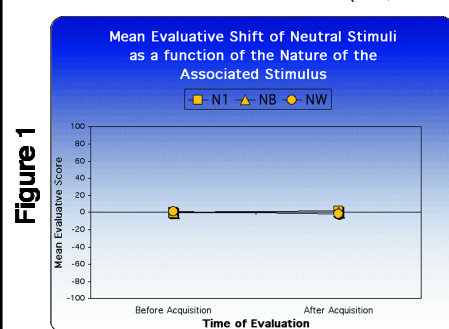 Mean Evaluative Shift of Neutral Stimuli
as a function of the Nature of the
Associated Stimulus
N1 NB NW
Figure 1
Mean Evaluative Score
100
80
60
40
20
0
-20
-40
-60
-80
-100
Before Acquisition After Acquisition
Time of Evaluation